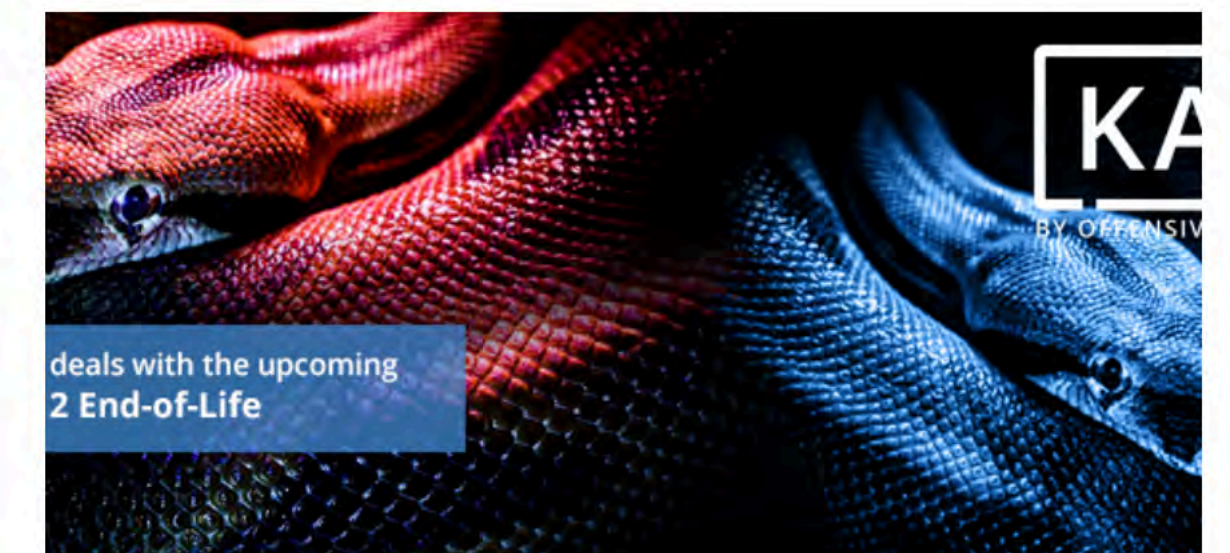 KA
BY OFFENSIV
deals with the upcoming
2 End-of-Life